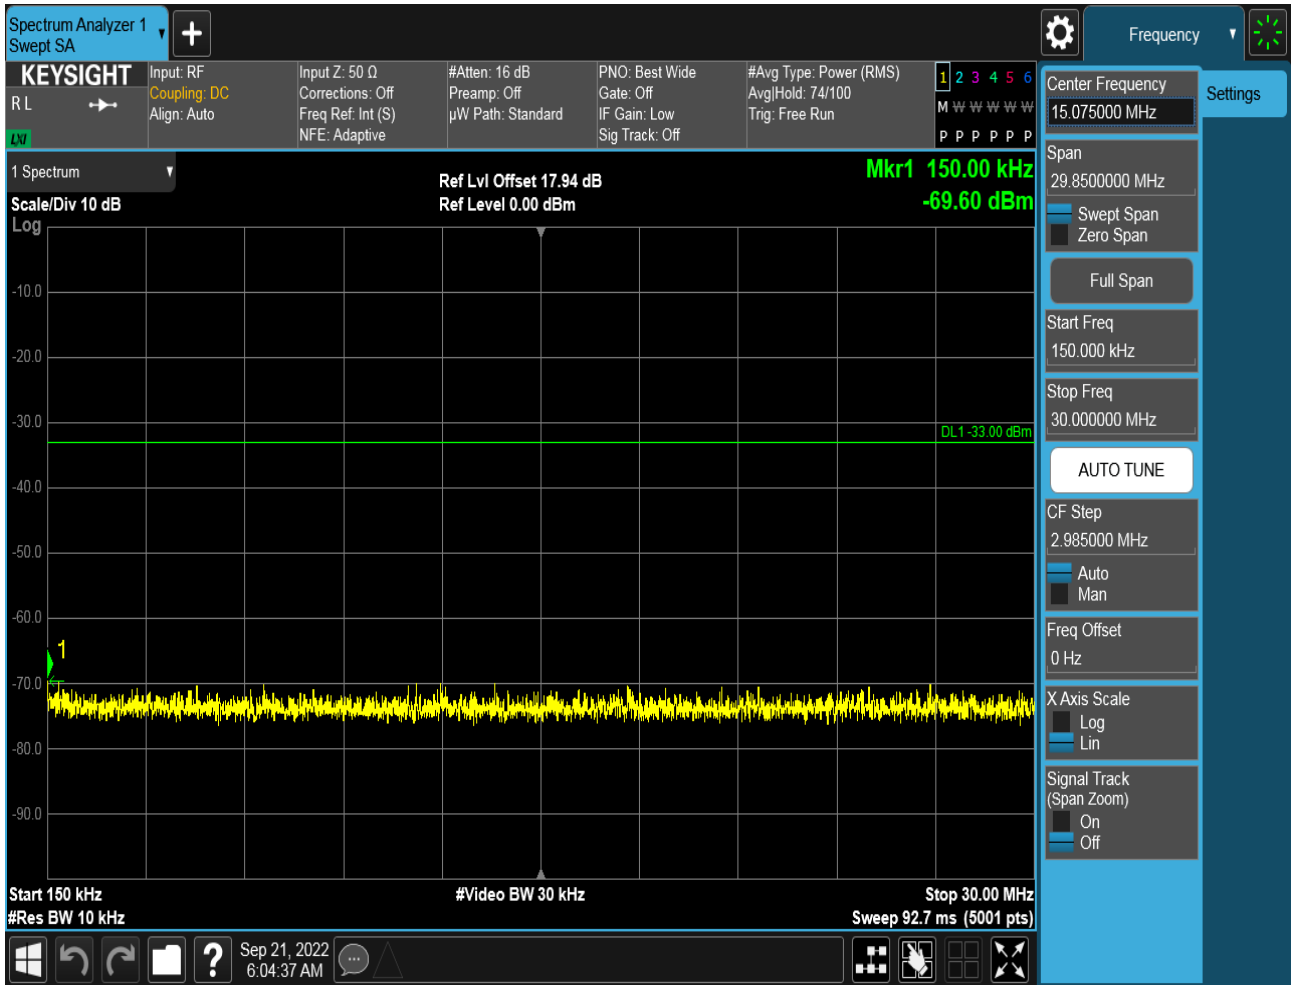 Spectrum Analyzer 1
Swept SA
Frequency
KEYSIGHT
R L
LXI
Input: RF
Coupling: DC
Align: Auto
Input Z: 50 Ω
Corrections: Off
Freq Ref: Int (S)
NFE: Adaptive
#Atten: 16 dB
Preamp: Off
µW Path: Standard
PNO: Best Wide
Gate: Off
IF Gain: Low
Sig Track: Off
#Avg Type: Power (RMS)
Avg|Hold: 74/100
Trig: Free Run
1 2 3 4 5 6
M W W W W W
P P P P P P
1 Spectrum
Scale/Div 10 dB
Log
Ref Lvl Offset 17.94 dB
Ref Level 0.00 dBm
Mkr1 150.00 kHz
-69.60 dBm
-10.0
-20.0
-30.0
DL1 -33.00 dBm
-40.0
-50.0
-60.0
1
-70.0
-80.0
-90.0
Start 150 kHz
#Video BW 30 kHz
Stop 30.00 MHz
#Res BW 10 kHz
Sweep 92.7 ms (5001 pts)
Center Frequency
15.075000 MHz
Settings
Span
29.8500000 MHz
Swept Span
Zero Span
Full Span
Start Freq
150.000 kHz
Stop Freq
30.000000 MHz
AUTO TUNE
CF Step
2.985000 MHz
Auto
Man
Freq Offset
0 Hz
X Axis Scale
Log
Lin
Signal Track
(Span Zoom)
On
Off
?
Sep 21, 2022
6:04:37 AM